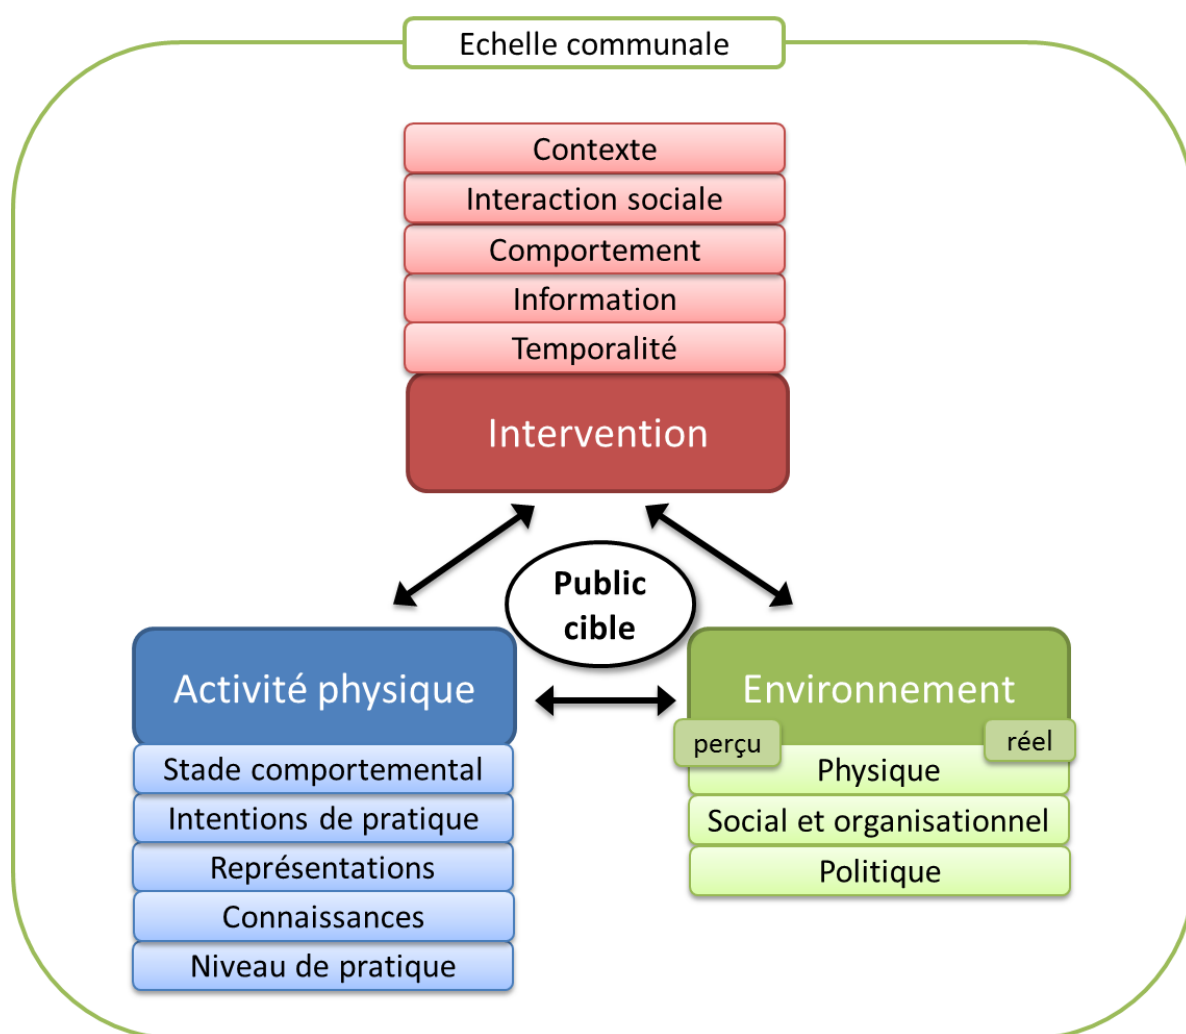 Echelle communale
Contexte
Interaction sociale
Comportement
Information
Temporalité
Intervention
Public
cible
Activité physique
Stade comportemental
Intentions de pratique
Représentations
Connaissances
Niveau de pratique
Environnement
perçu
réel
Physique
Social et organisationnel
Politique